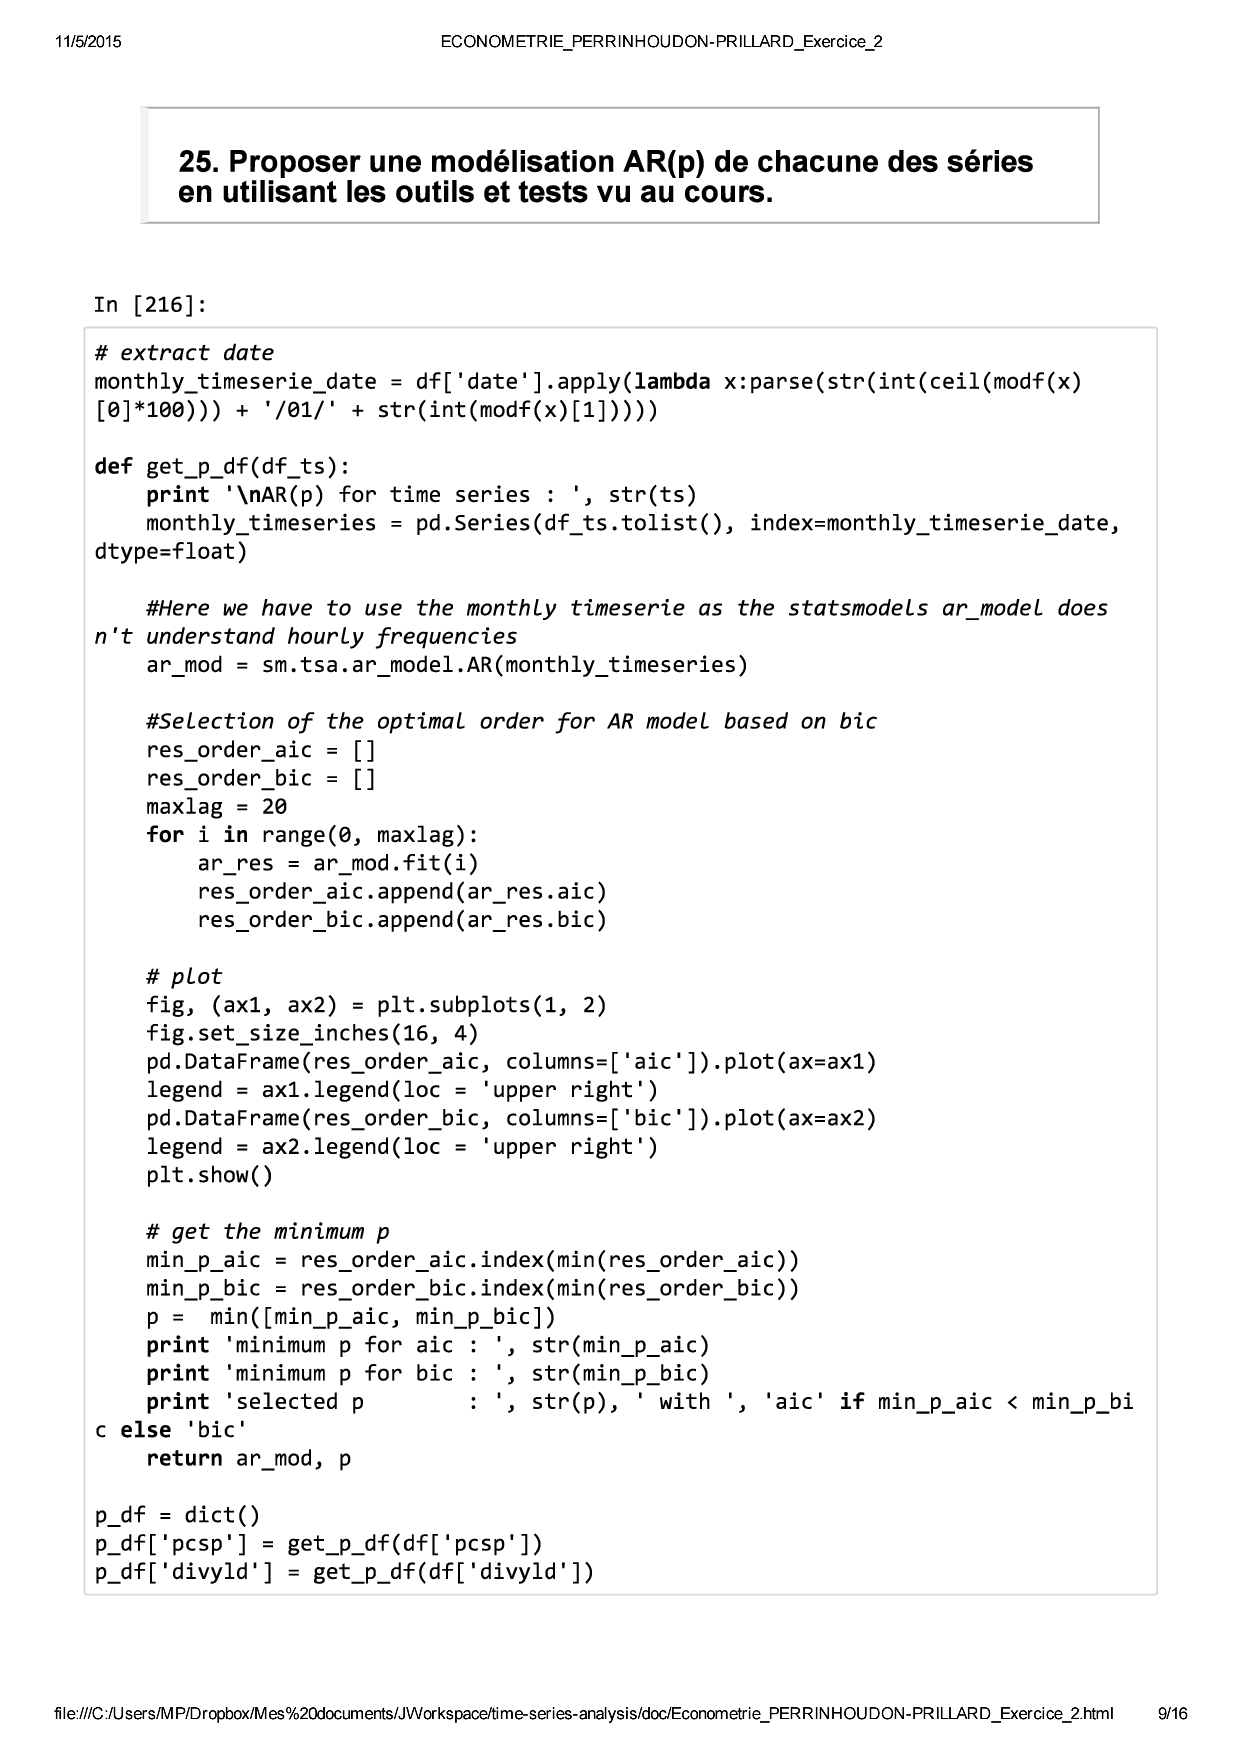 11/5/2015
ECONOMETRIE_PERRINHOUDON-PRILLARD_Exercice_2
25. Proposer une modélisation AR(p) de chacune des séries
en utilisant les outils et tests vu au cours.
In [216]:
# extract date
monthly_timeserie_date = df['date'].apply(lambda x:parse(str(int(ceil(modf(x)
[0]*100))) + '/01/' + str(int(modf(x)[1]))))
def get_p_df(df_ts):
    print '\nAR(p) for time series : ', str(ts)
    monthly_timeseries = pd.Series(df_ts.tolist(), index=monthly_timeserie_date,
dtype=float)
    #Here we have to use the monthly timeserie as the statsmodels ar_model does
n't understand hourly frequencies
    ar_mod = sm.tsa.ar_model.AR(monthly_timeseries)
    #Selection of the optimal order for AR model based on bic
    res_order_aic = []
    res_order_bic = []
    maxlag = 20
    for i in range(0, maxlag):
        ar_res = ar_mod.fit(i)
        res_order_aic.append(ar_res.aic)
        res_order_bic.append(ar_res.bic)
    # plot
    fig, (ax1, ax2) = plt.subplots(1, 2)
    fig.set_size_inches(16, 4)
    pd.DataFrame(res_order_aic, columns=['aic']).plot(ax=ax1)
    legend = ax1.legend(loc = 'upper right')
    pd.DataFrame(res_order_bic, columns=['bic']).plot(ax=ax2)
    legend = ax2.legend(loc = 'upper right')
    plt.show()
    # get the minimum p
    min_p_aic = res_order_aic.index(min(res_order_aic))
    min_p_bic = res_order_bic.index(min(res_order_bic))
    p =  min([min_p_aic, min_p_bic])
    print 'minimum p for aic : ', str(min_p_aic)
    print 'minimum p for bic : ', str(min_p_bic)
    print 'selected p        : ', str(p), ' with ', 'aic' if min_p_aic < min_p_bi
c else 'bic'
    return ar_mod, p
p_df = dict()
p_df['pcsp'] = get_p_df(df['pcsp'])
p_df['divyld'] = get_p_df(df['divyld'])
file:///C:/Users/MP/Dropbox/Mes%20documents/JWorkspace/time-series-analysis/doc/Econometrie_PERRINHOUDON-PRILLARD_Exercice_2.html
9/16